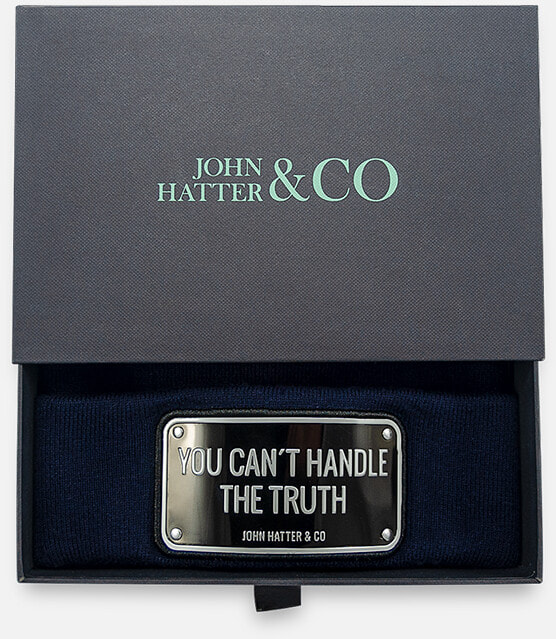 JOHN
HATTER &CO
YOU CAN´T HANDLE
THE TRUTH
JOHN HATTER & CO